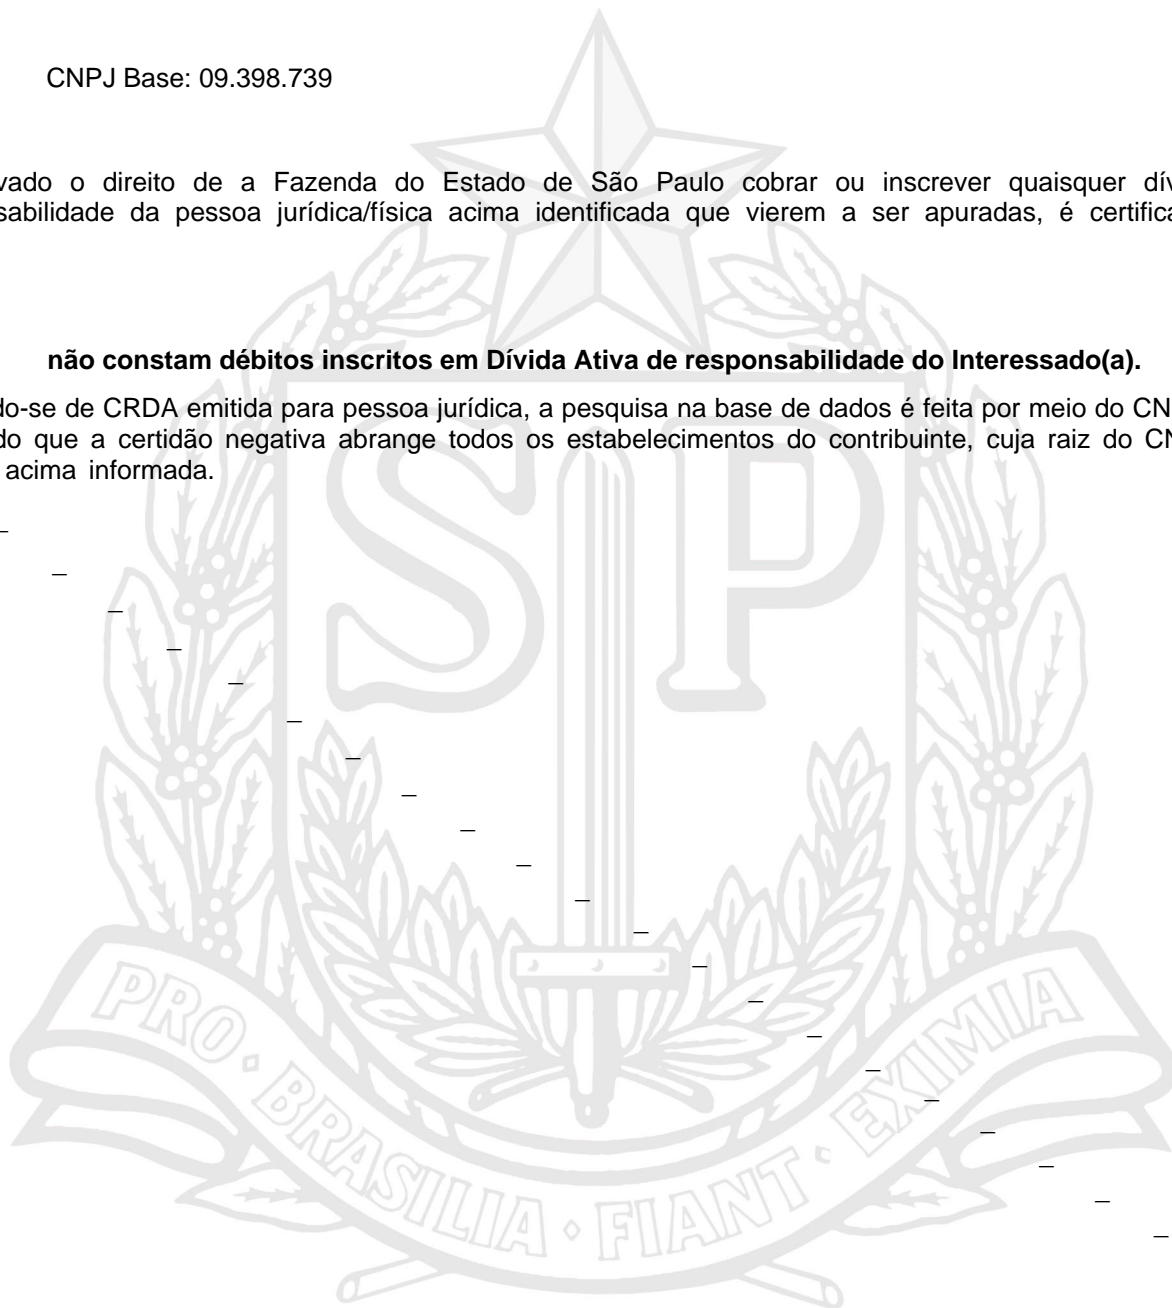 CNPJ Base: 09.398.739
vado o direito de a Fazenda do Estado de São Paulo cobrar ou inscrever quaisquer dív
sabilidade da pessoa jurídica/física acima identificada que vierem a ser apuradas, é certifica
não constam débitos inscritos em Dívida Ativa de responsabilidade do Interessado(a).
do-se de CRDA emitida para pessoa jurídica, a pesquisa na base de dados é feita por meio do CN
do que a certidão negativa abrange todos os estabelecimentos do contribuinte, cuja raiz do CN
acima informada.
SP
PRO · BRASILIA · FIANT · EXIMIA